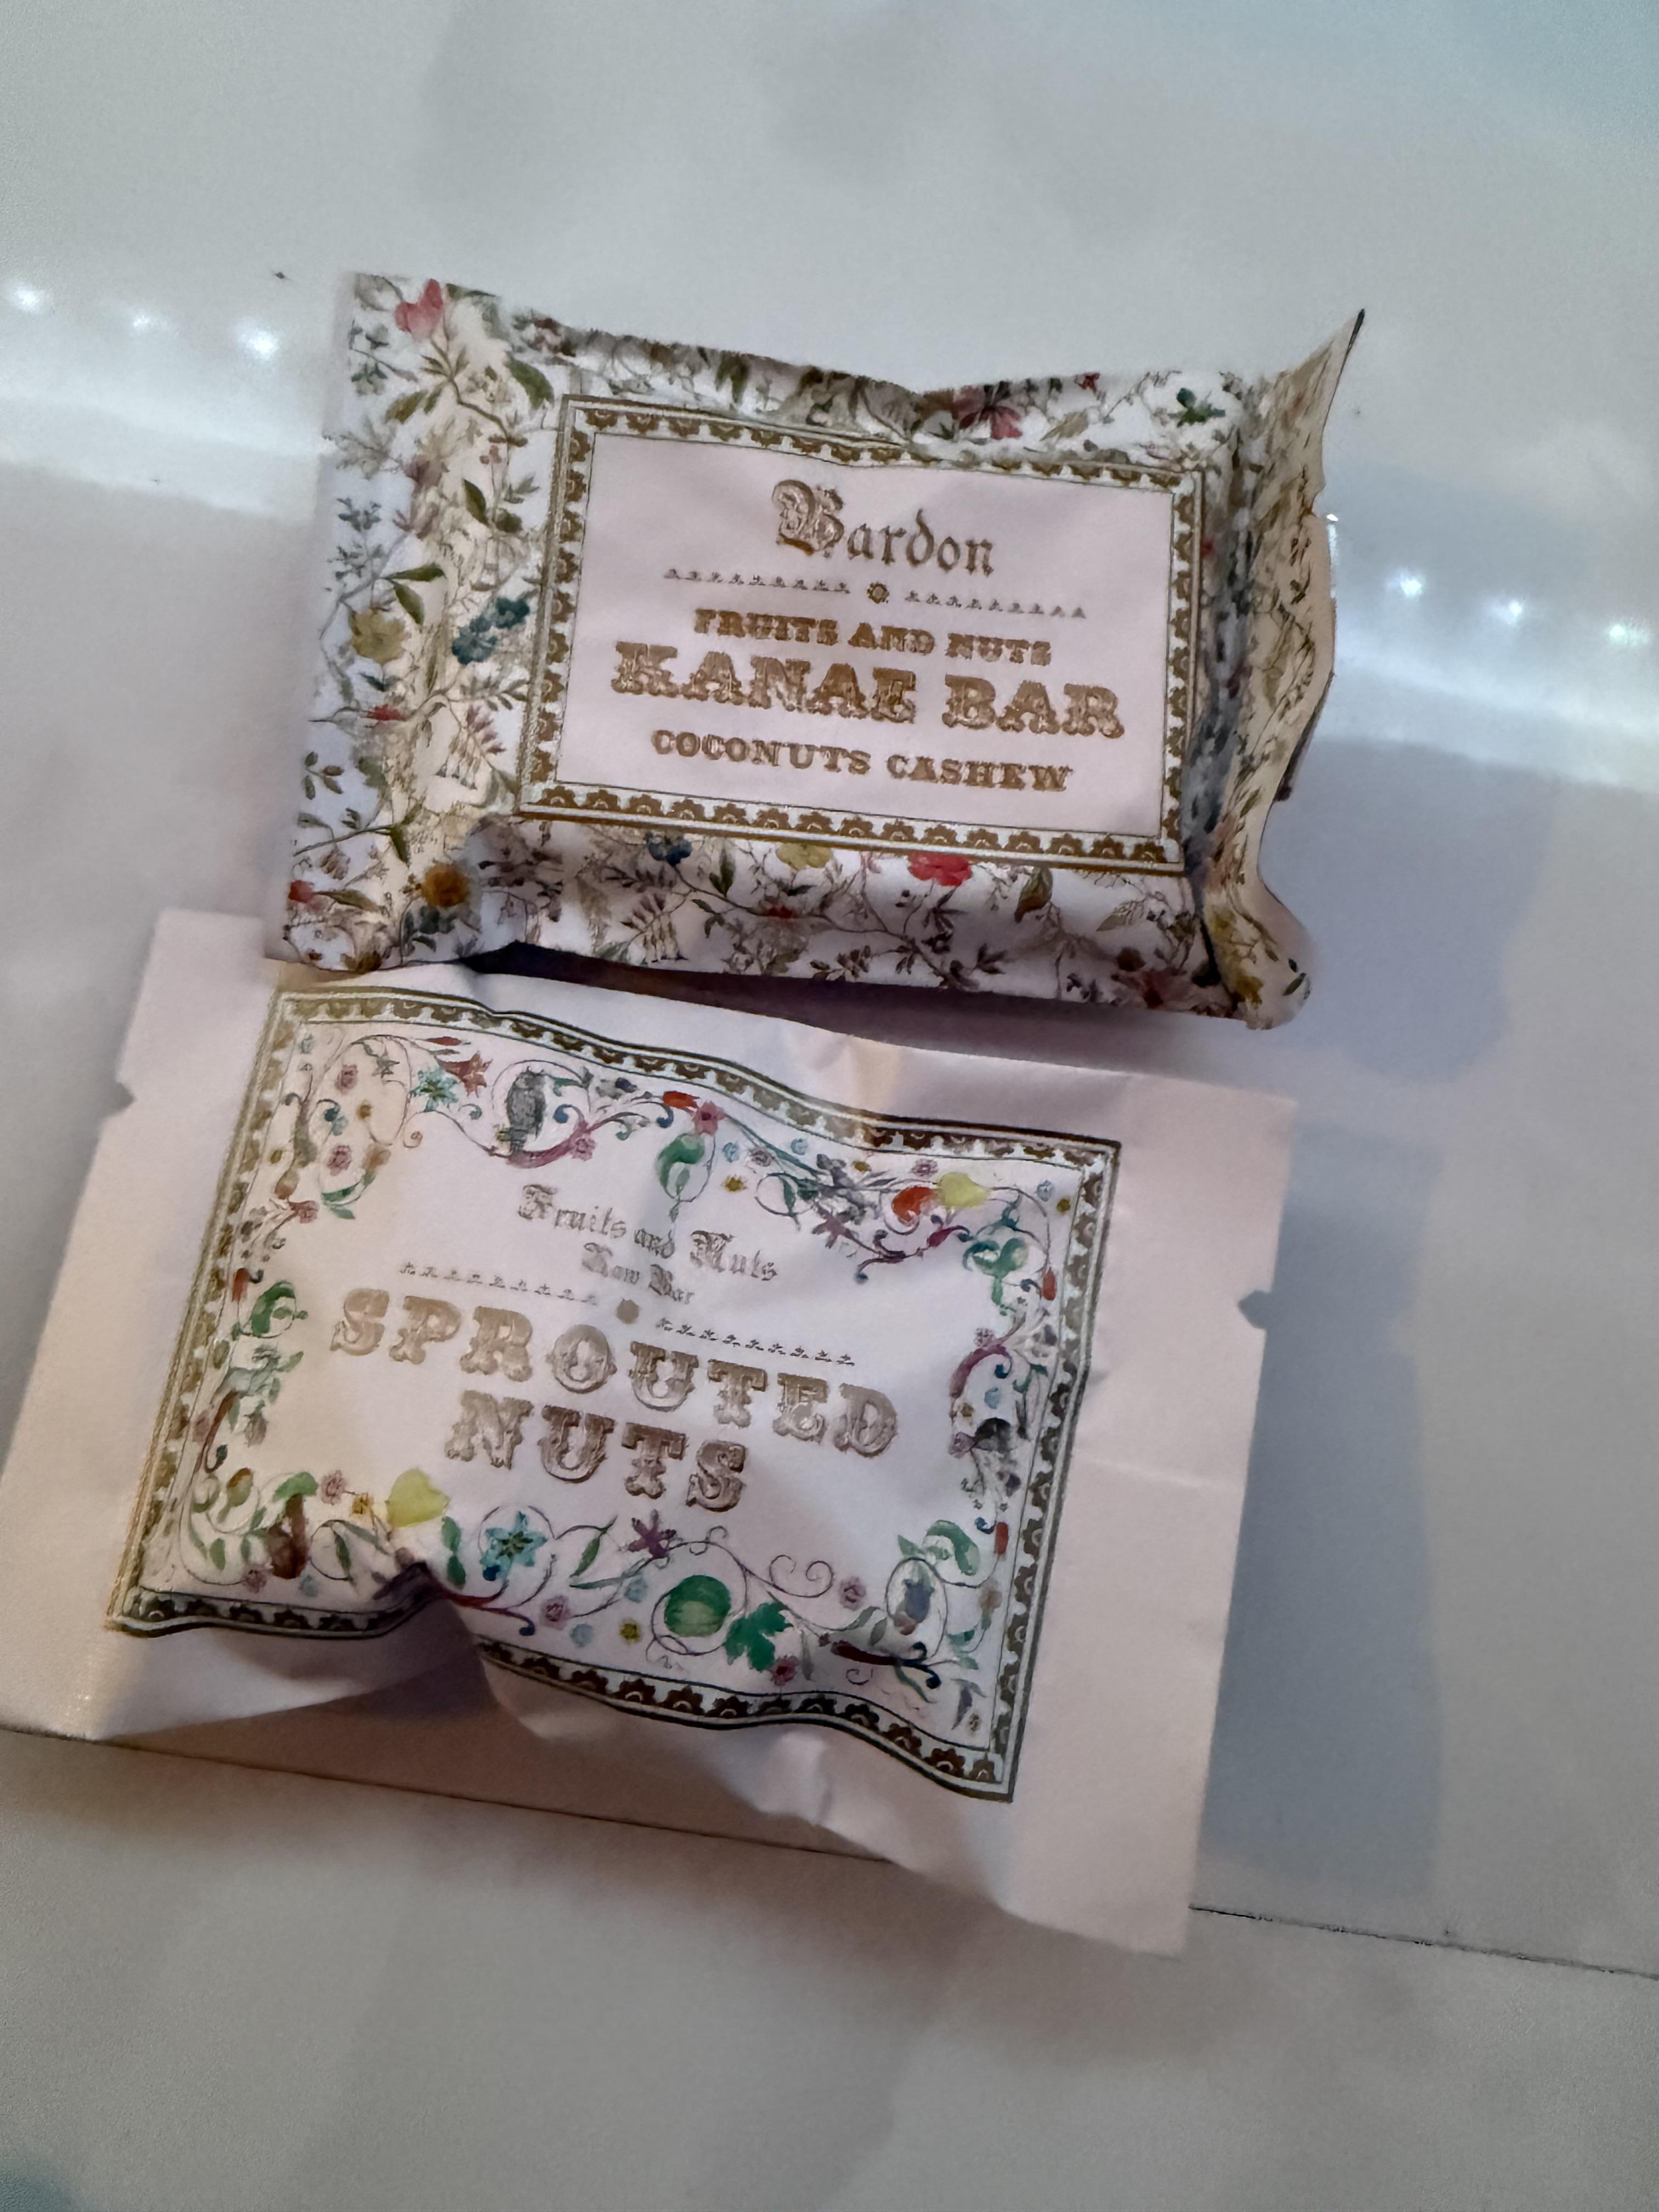 Bardon
FRUITS AND NUTS
KANAE BAR
COCONUTS CASHEW
Fruits and Nuts
Raw Bar
SPROUTED
NUTS